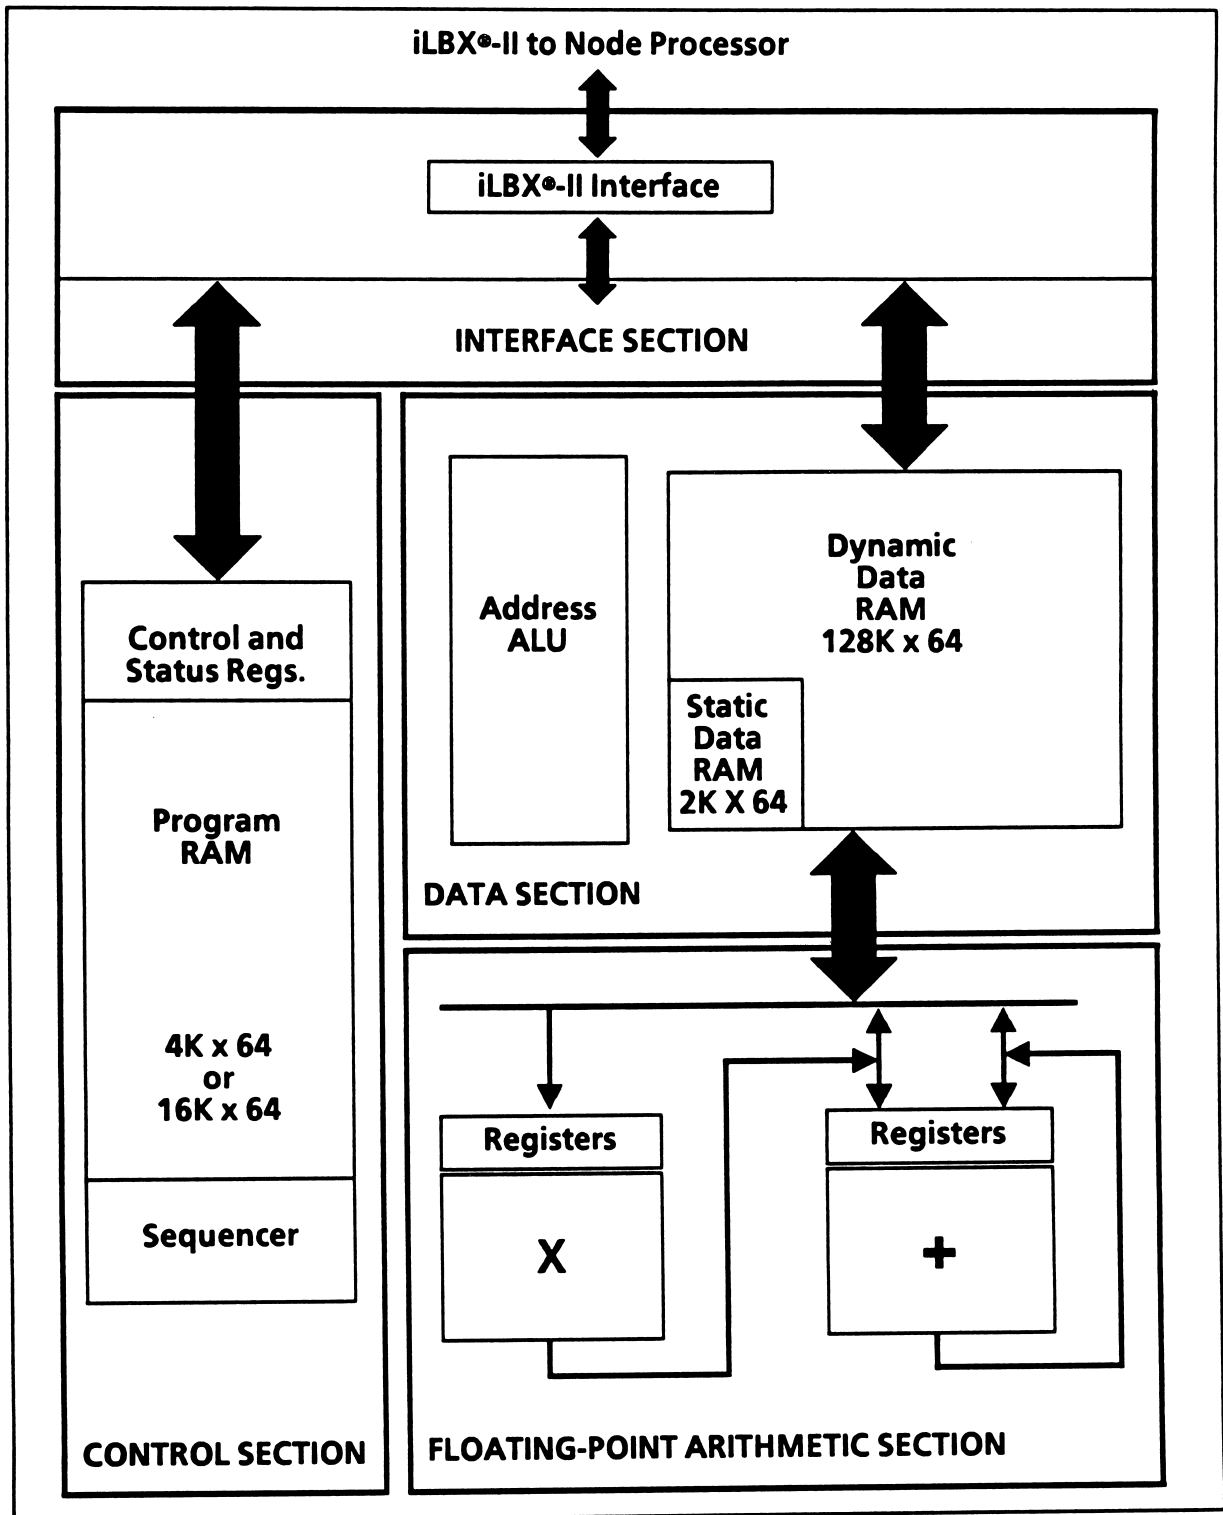 iLBX®-II to Node Processor
iLBX®-II Interface
INTERFACE SECTION
Control and
Status Regs.
Program
RAM
4K x 64
or
16K x 64
Sequencer
CONTROL SECTION
Address
ALU
Dynamic
Data
RAM
128K x 64
Static
Data
RAM
2K X 64
DATA SECTION
Registers
X
Registers
+
FLOATING-POINT ARITHMETIC SECTION